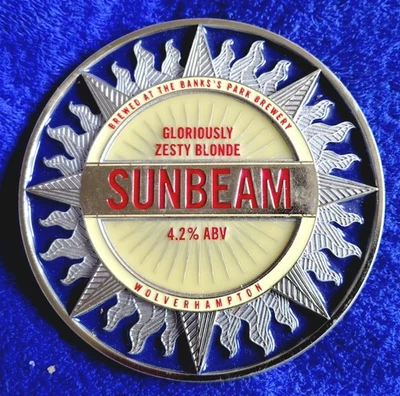 BREWED AT THE BANKS'S PARK BREWERY
GLORIOUSLY
ZESTY BLONDE
SUNBEAM
4.2% ABV
WOLVERHAMPTON